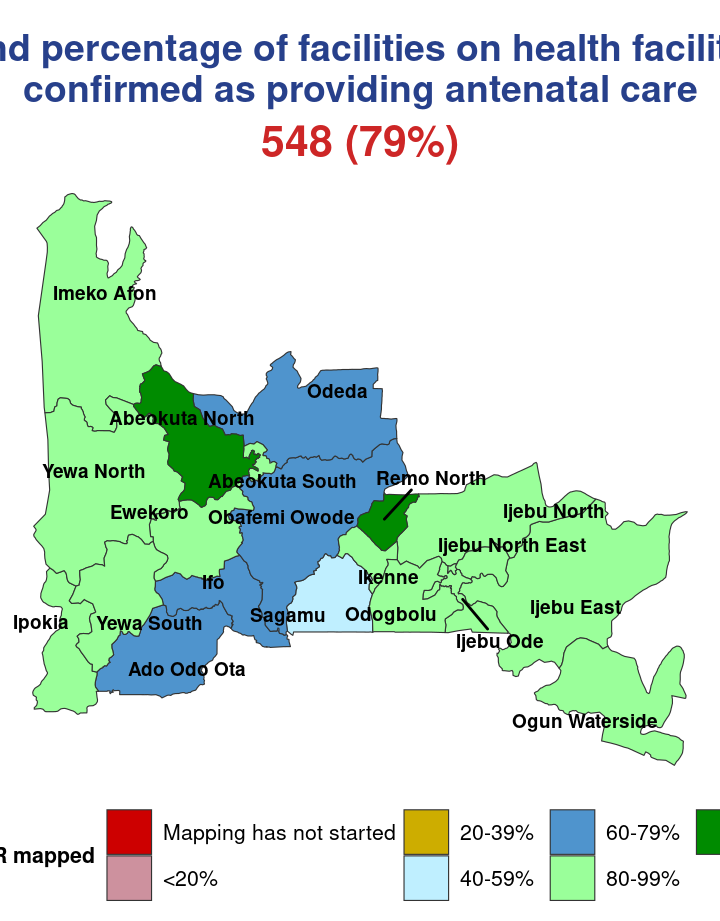 percentage of facilities on health
confirmed as providing antenatal care
548 (79%)
Imeko Afon
Odeda
Abeokuta North
Yewa North
Abeokuta South
Remo North
Ewekoro
Obafemi Owode
Ijebu North
Ijebu North East
Ifo
Ikenne
Ipokia
Yewa South
Sagamu
Odogbolu
Ijebu East
Ijebu Ode
Ado Odo Ota
Ogun Waterside
Mapping has not started
20-39%
60-79%
R mapped
<20%
40-59%
80-99%